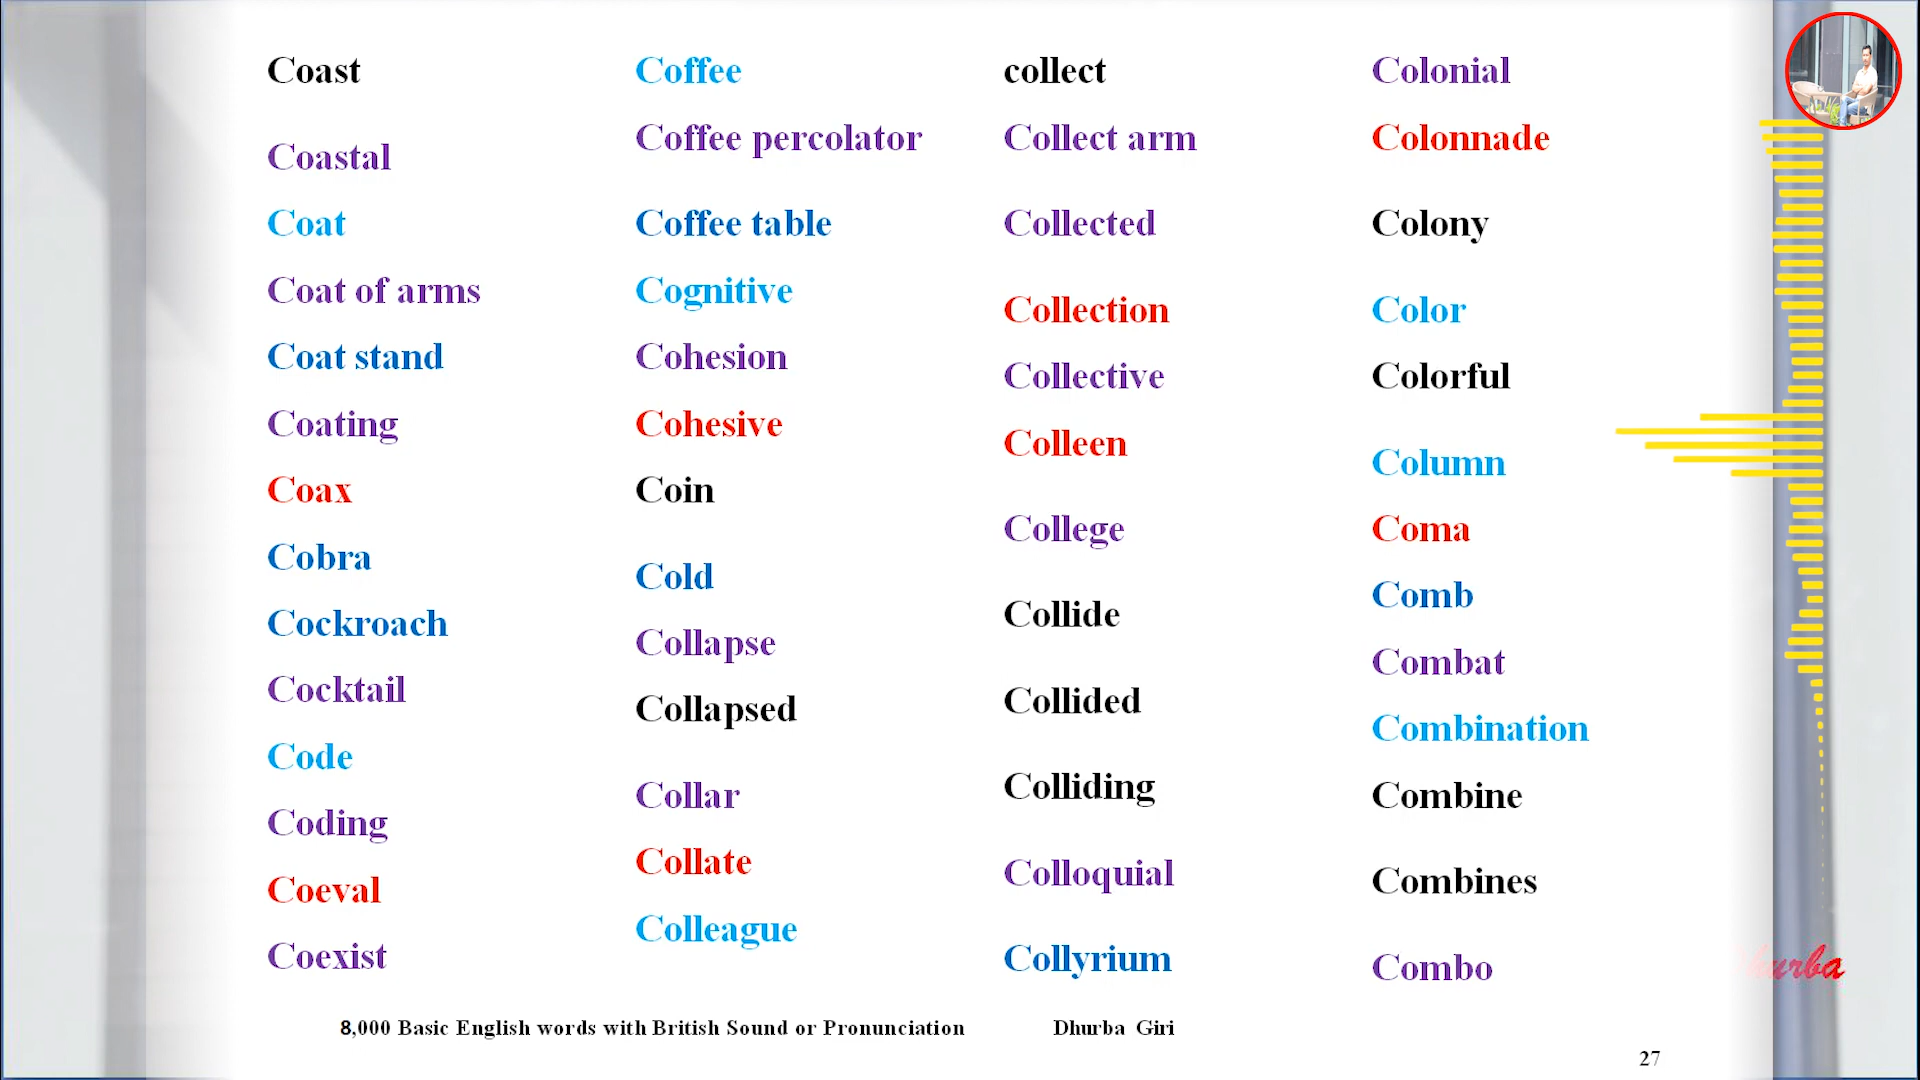 Coast
Coastal
Coat
Coat of arms
Coat stand
Coating
Coax
Cobra
Cockroach
Cocktail
Code
Coding
Coeval
Coexist
Coffee
Coffee percolator
Coffee table
Cognitive
Cohesion
Cohesive
Coin
Cold
Collapse
Collapsed
Collar
Collate
Colleague
collect
Collect arm
Collected
Collection
Collective
Colleen
College
Collide
Collided
Colliding
Colloquial
Collyrium
Colonial
Colonnade
Colony
Color
Colorful
Column
Coma
Comb
Combat
Combination
Combine
Combines
Combo
8,000 Basic English words with British Sound or Pronunciation Dhurba Giri
27